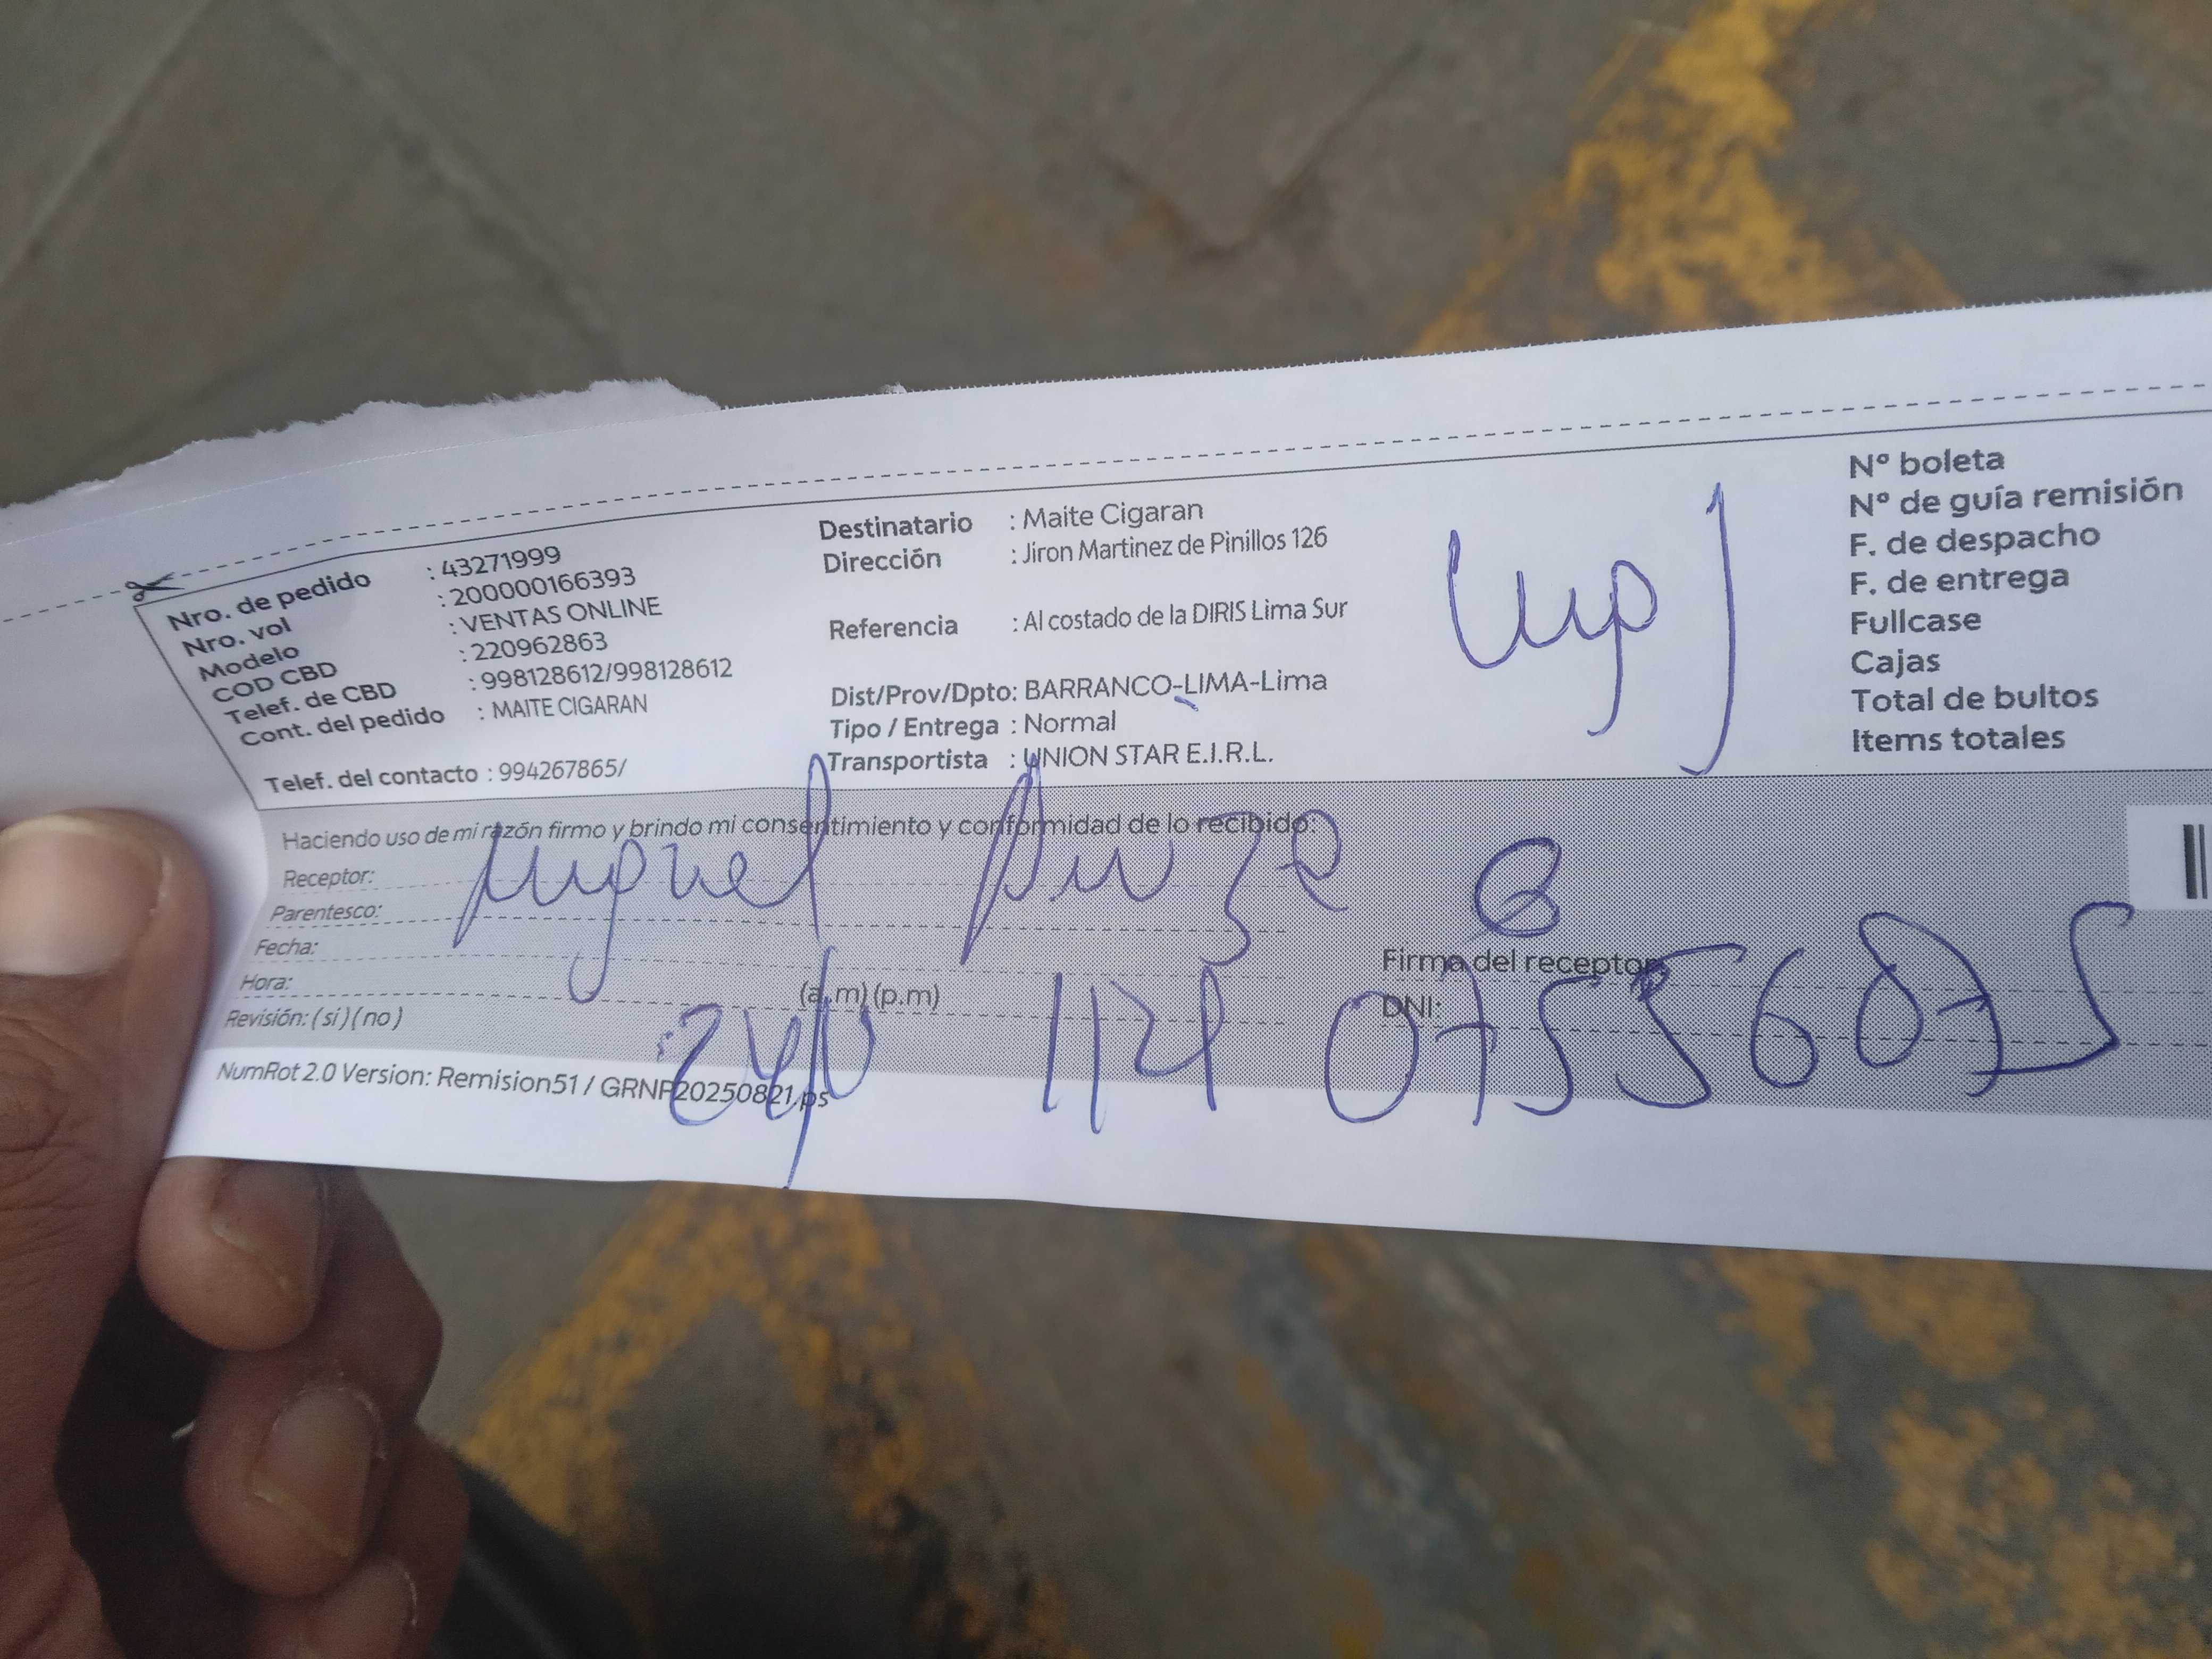 Nro. de pedido : 43271999
Nro. vol : 200000166393
Modelo : VENTAS ONLINE
COD CBD : 220962863
Telef. de CBD : 998128612/998128612
Cont. del pedido : MAITE CIGARAN
Telef. del contacto : 994267865/
Destinatario : Maite Cigaran
Dirección : Jiron Martinez de Pinillos 126
Referencia : Al costado de la DIRIS Lima Sur
Dist/Prov/Dpto: BARRANCO-LIMA-Lima
Tipo / Entrega : Normal
Transportista : UNION STAR E.I.R.L.
Nº boleta
Nº de guía remisión
F. de despacho
F. de entrega
Fullcase
Cajas
Total de bultos
Items totales
Haciendo uso de mi razón firmo y brindo mi consentimiento y conformidad de lo recibido:
Receptor: Miguel
Parentesco:
Fecha:
Hora: (a.m) (p.m)
Revisión: (si) (no)
Firma del receptor
DNI: 07556875
NumRot 2.0 Version: Remision51 / GRNP20250821.ps